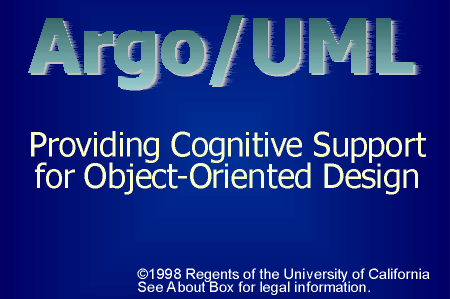 Argo/UML
Providing Cognitive Support
for Object-Oriented Design
©1998 Regents of the University of California
See About Box for legal information.